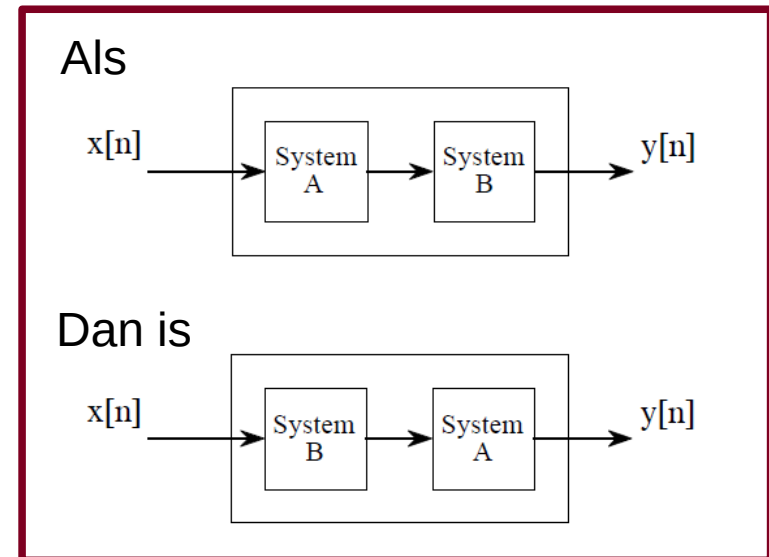 Als
x[n]
System
A
System
B
y[n]
Dan is
x[n]
System
B
System
A
y[n]